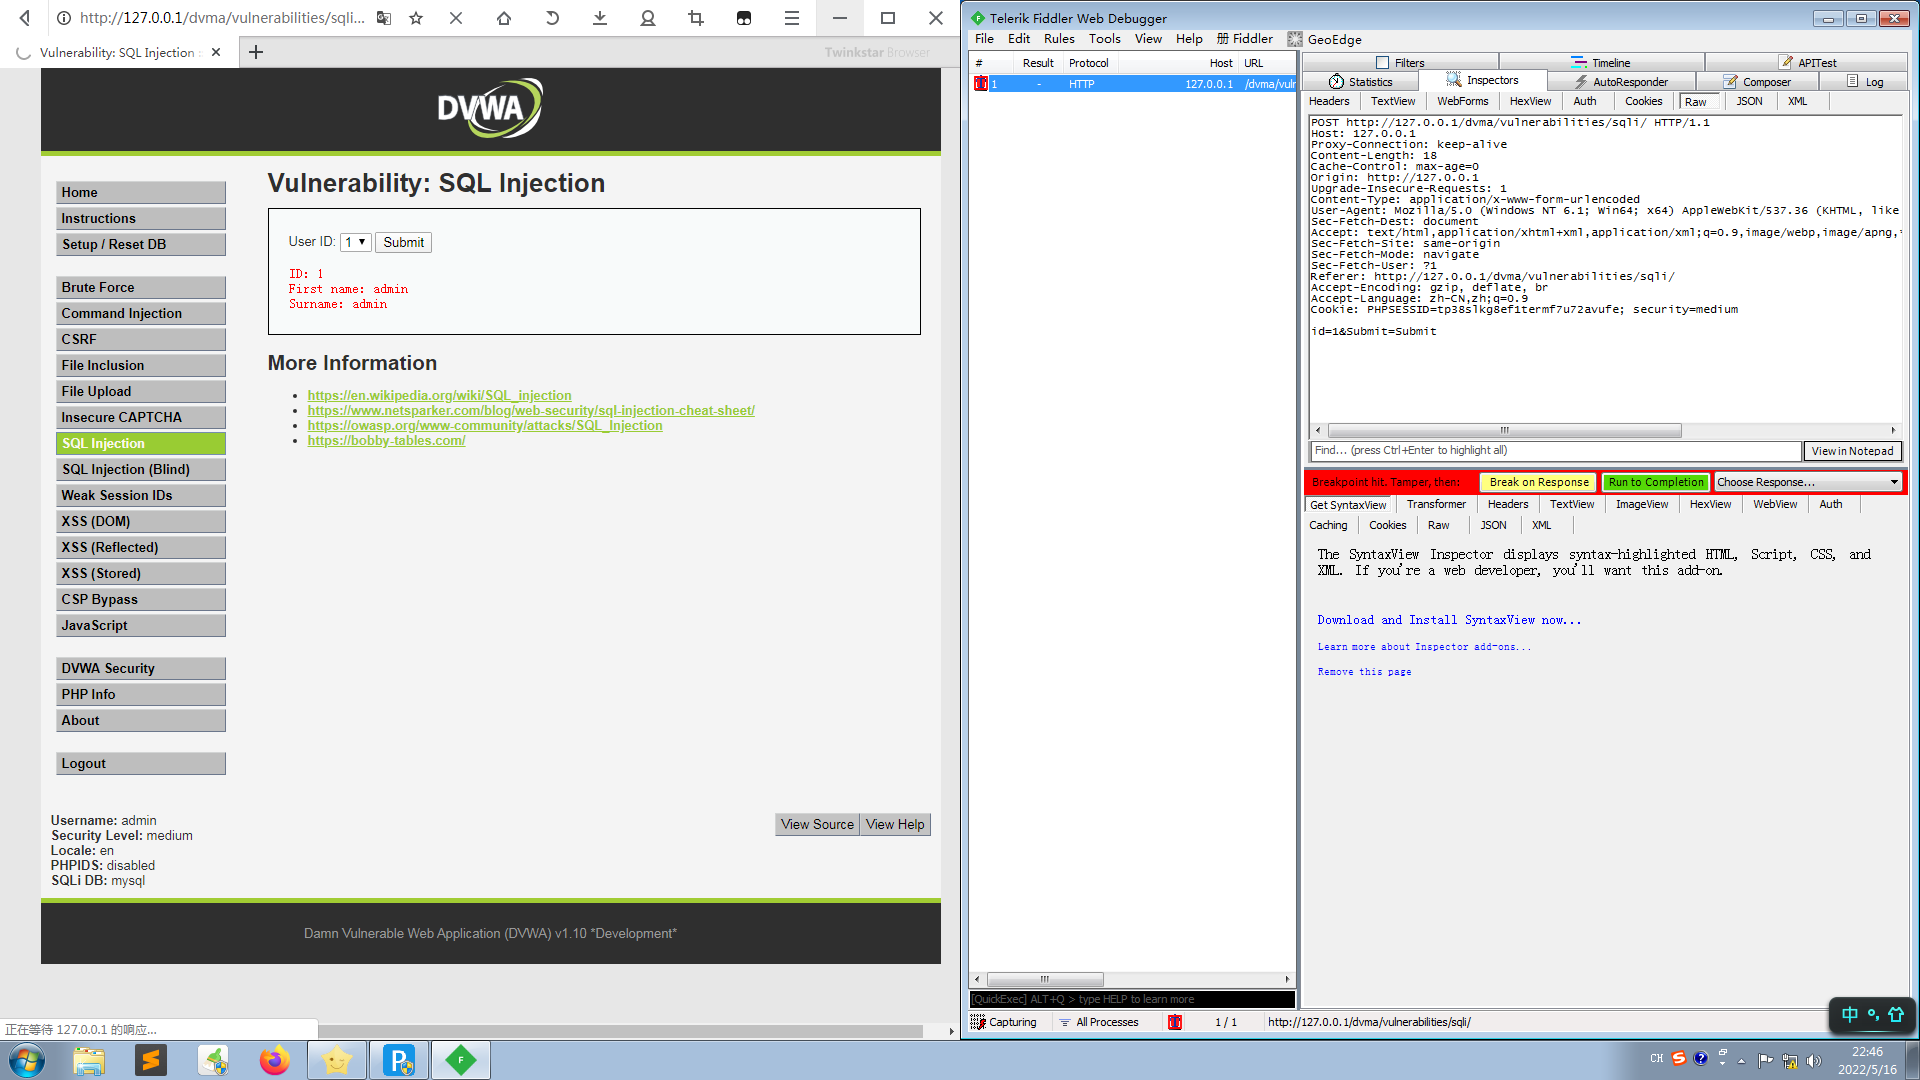 http://127.0.0.1/dvma/vulnerabilities/sqli...
Vulnerability: SQL Injection
Twinkstar Browser
DVWA
Home
Instructions
Setup / Reset DB
Brute Force
Command Injection
CSRF
File Inclusion
File Upload
Insecure CAPTCHA
SQL Injection
SQL Injection (Blind)
Weak Session IDs
XSS (DOM)
XSS (Reflected)
XSS (Stored)
CSP Bypass
JavaScript
DVWA Security
PHP Info
About
Logout
Vulnerability: SQL Injection
User ID: 1 Submit
ID: 1
First name: admin
Surname: admin
More Information
https://en.wikipedia.org/wiki/SQL_injection
https://www.netsparker.com/blog/web-security/sql-injection-cheat-sheet/
https://owasp.org/www-community/attacks/SQL_Injection
https://bobby-tables.com/
Username: admin
Security Level: medium
Locale: en
PHPIDS: disabled
SQLi DB: mysql
View Source View Help
Damn Vulnerable Web Application (DVWA) v1.10 *Development*
正在等待 127.0.0.1 的响应...
Telerik Fiddler Web Debugger
File Edit Rules Tools View Help 册 Fiddler GeoEdge
# Result Protocol Host URL
1 - HTTP 127.0.0.1 /dvma/vulr
[QuickExec] ALT+Q > type HELP to learn more
Capturing All Processes 1 / 1 http://127.0.0.1/dvma/vulnerabilities/sqli/
Filters Timeline APITest
Statistics Inspectors AutoResponder Composer Log
Headers TextView WebForms HexView Auth Cookies Raw JSON XML
POST http://127.0.0.1/dvma/vulnerabilities/sqli/ HTTP/1.1
Host: 127.0.0.1
Proxy-Connection: keep-alive
Content-Length: 18
Cache-Control: max-age=0
Origin: http://127.0.0.1
Upgrade-Insecure-Requests: 1
Content-Type: application/x-www-form-urlencoded
User-Agent: Mozilla/5.0 (Windows NT 6.1; Win64; x64) AppleWebKit/537.36 (KHTML, like
Sec-Fetch-Dest: document
Accept: text/html,application/xhtml+xml,application/xml;q=0.9,image/webp,image/apng,*
Sec-Fetch-Site: same-origin
Sec-Fetch-Mode: navigate
Sec-Fetch-User: ?1
Referer: http://127.0.0.1/dvma/vulnerabilities/sqli/
Accept-Encoding: gzip, deflate, br
Accept-Language: zh-CN,zh;q=0.9
Cookie: PHPSESSID=tp38slkg8ef1termf7u72avufe; security=medium
id=1&Submit=Submit
Find... (press Ctrl+Enter to highlight all) View in Notepad
Breakpoint hit. Tamper, then: Break on Response Run to Completion Choose Response...
Get SyntaxView Transformer Headers TextView ImageView HexView WebView Auth
Caching Cookies Raw JSON XML
The SyntaxView Inspector displays syntax-highlighted HTML, Script, CSS, and
XML. If you're a web developer, you'll want this add-on.
Download and Install SyntaxView now...
Learn more about Inspector add-ons...
Remove this page
中
CH
22:46
2022/5/16